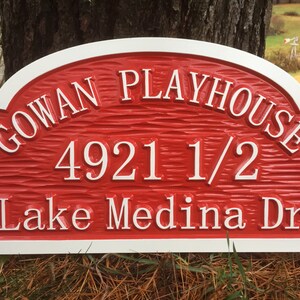 GOWAN PLAYHOUSE
4921 1/2
Lake Medina Dr